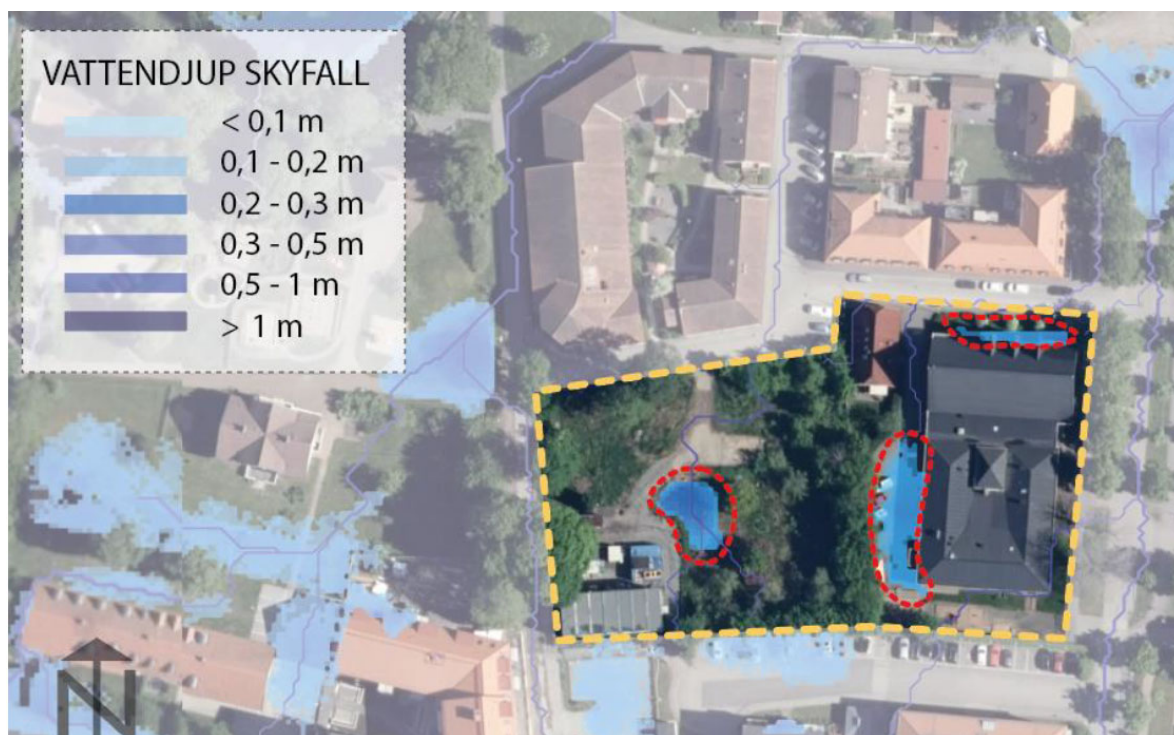 VATTENDJUP SKYFALL
< 0,1 m
0,1 - 0,2 m
0,2 - 0,3 m
0,3 - 0,5 m
0,5 - 1 m
> 1 m
N